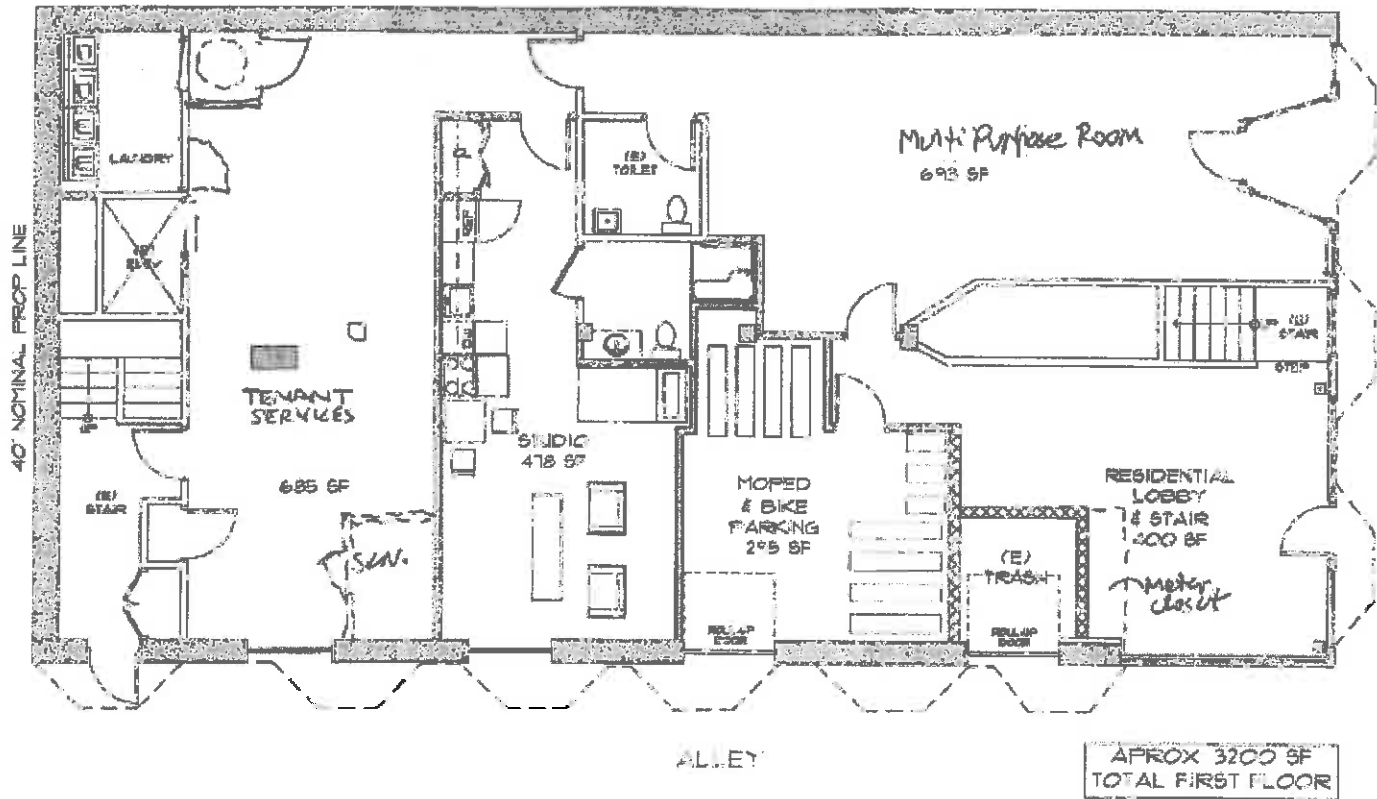 LAUNDRY
(E)
TOILET
Multi Purpose Room
693 SF
REF
ELEV
40' NOMINAL PROP LINE
(E)
STAIR
STEP
TENANT
SERVICES
685 SF
STUDIO
478 SF
MOPED
& BIKE
PARKING
295 SF
RESIDENTIAL
LOBBY
& STAIR
400 SF
(E)
STAIR
(E)
TRASH
Meter
closet
ROLL-UP
DOOR
ROLL-UP
DOOR
ALLEY
APROX 3200 SF
TOTAL FIRST FLOOR